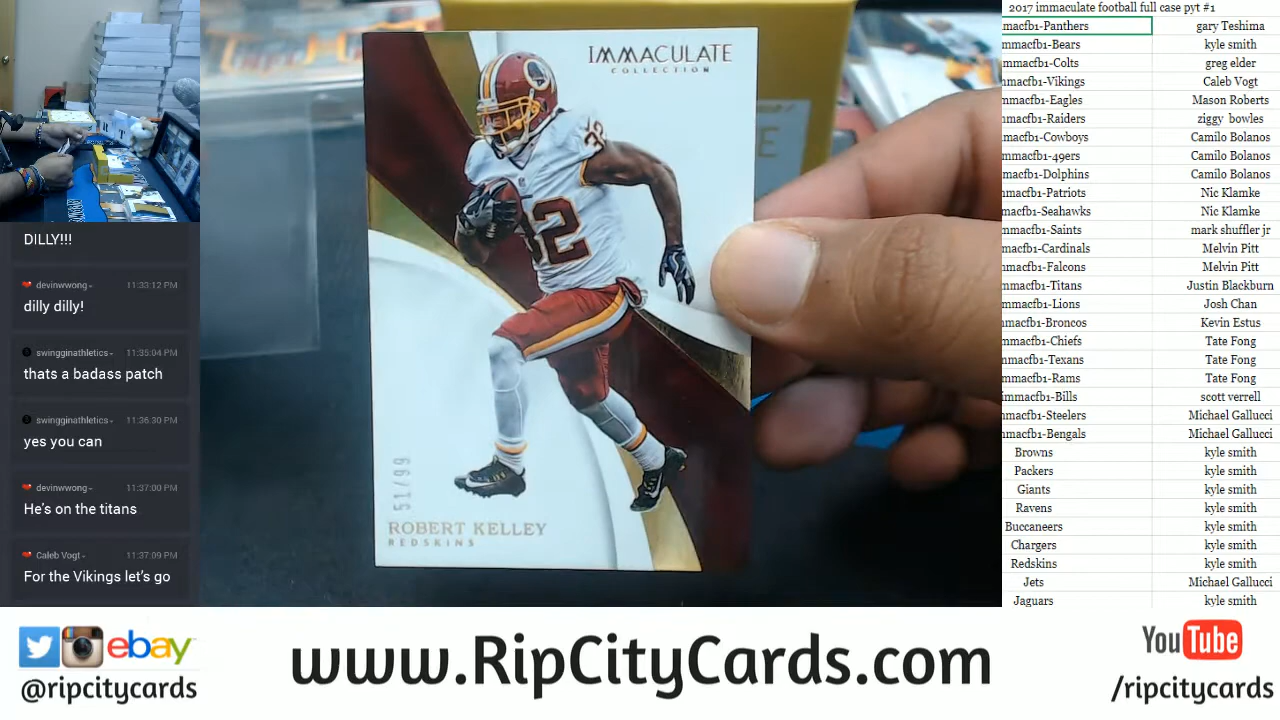 DILLY!!!
devinwwong- 11:33:12 PM
dilly dilly!
swingginathletics- 11:35:04 PM
thats a badass patch
swingginathletics- 11:36:30 PM
yes you can
devinwwong- 11:37:00 PM
He's on the titans
Caleb Vogt- 11:37:09 PM
For the Vikings let's go
IMMACULATE
COLLECTION
32
32
51/99
ROBERT KELLEY
REDSKINS
2017 immaculate football full case pyt #1
mmacfb1-Panthers gary Teshima
mmacfb1-Bears kyle smith
mmacfb1-Colts greg elder
mmacfb1-Vikings Caleb Vogt
mmacfb1-Eagles Mason Roberts
mmacfb1-Raiders ziggy bowles
mmacfb1-Cowboys Camilo Bolanos
mmacfb1-49ers Camilo Bolanos
mmacfb1-Dolphins Camilo Bolanos
mmacfb1-Patriots Nic Klamke
mmacfb1-Seahawks Nic Klamke
mmacfb1-Saints mark shuffler jr
macfb1-Cardinals Melvin Pitt
mmacfb1-Falcons Melvin Pitt
mmacfb1-Titans Justin Blackburn
mmacfb1-Lions Josh Chan
mmacfb1-Broncos Kevin Estus
mmacfb1-Chiefs Tate Fong
mmacfb1-Texans Tate Fong
mmacfb1-Rams Tate Fong
immacfb1-Bills scott verrell
mmacfb1-Steelers Michael Gallucci
mmacfb1-Bengals Michael Gallucci
Browns kyle smith
Packers kyle smith
Giants kyle smith
Ravens kyle smith
Buccaneers kyle smith
Chargers kyle smith
Redskins kyle smith
Jets Michael Gallucci
Jaguars kyle smith
ebay
@ripcitycards
www.RipCityCards.com
YouTube
/ripcitycards